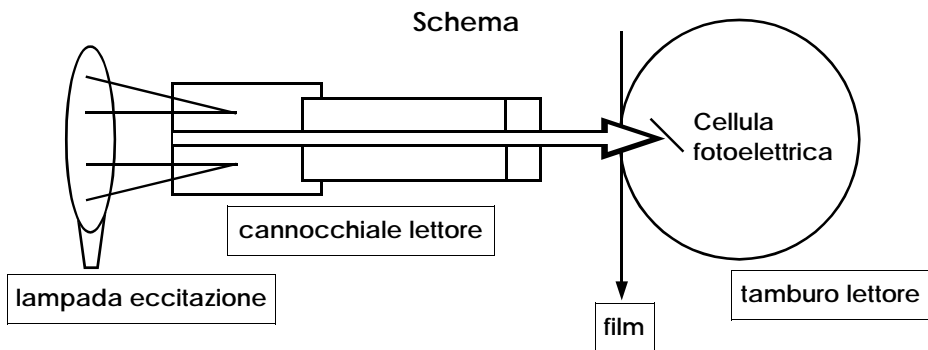 Schema
Cellula
fotoelettrica
cannocchiale lettore
lampada eccitazione
tamburo lettore
film